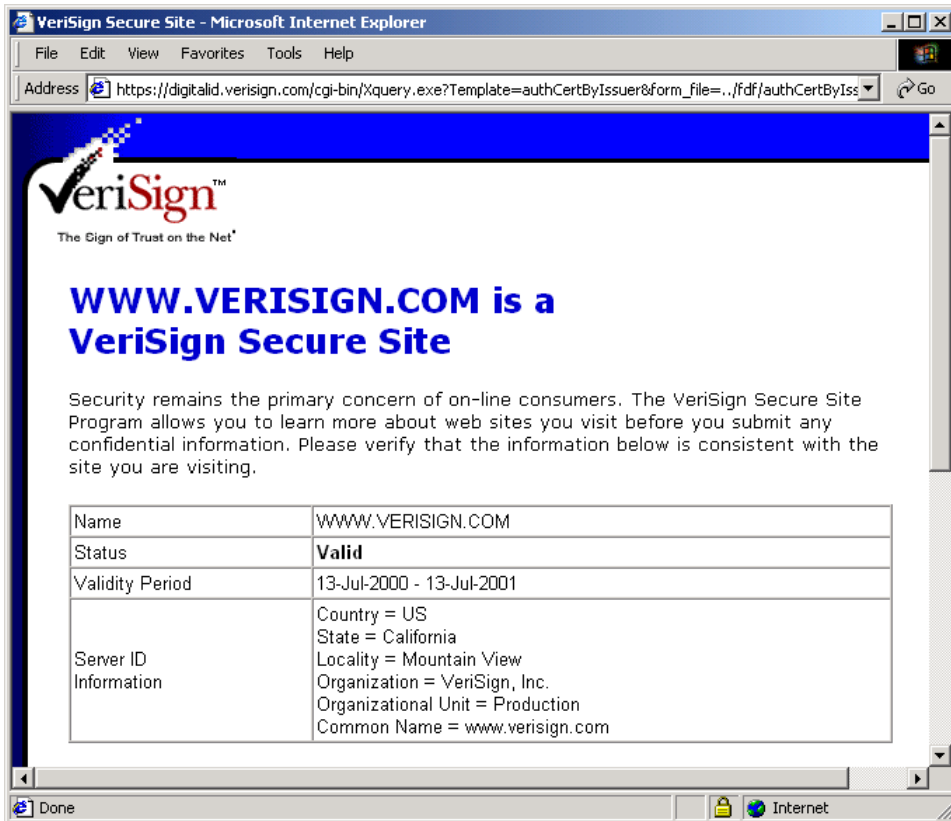 VeriSign Secure Site - Microsoft Internet Explorer
File Edit View Favorites Tools Help
Address https://digitalid.verisign.com/cgi-bin/Xquery.exe?Template=authCertByIssuer&form_file=../fdf/authCertByIss Go
VeriSign™
The Sign of Trust on the Net
WWW.VERISIGN.COM is a
VeriSign Secure Site
Security remains the primary concern of on-line consumers. The VeriSign Secure Site
Program allows you to learn more about web sites you visit before you submit any
confidential information. Please verify that the information below is consistent with the
site you are visiting.
Name WWW.VERISIGN.COM
Status Valid
Validity Period 13-Jul-2000 - 13-Jul-2001
Server ID
Information
Country = US
State = California
Locality = Mountain View
Organization = VeriSign, Inc.
Organizational Unit = Production
Common Name = www.verisign.com
Done Internet